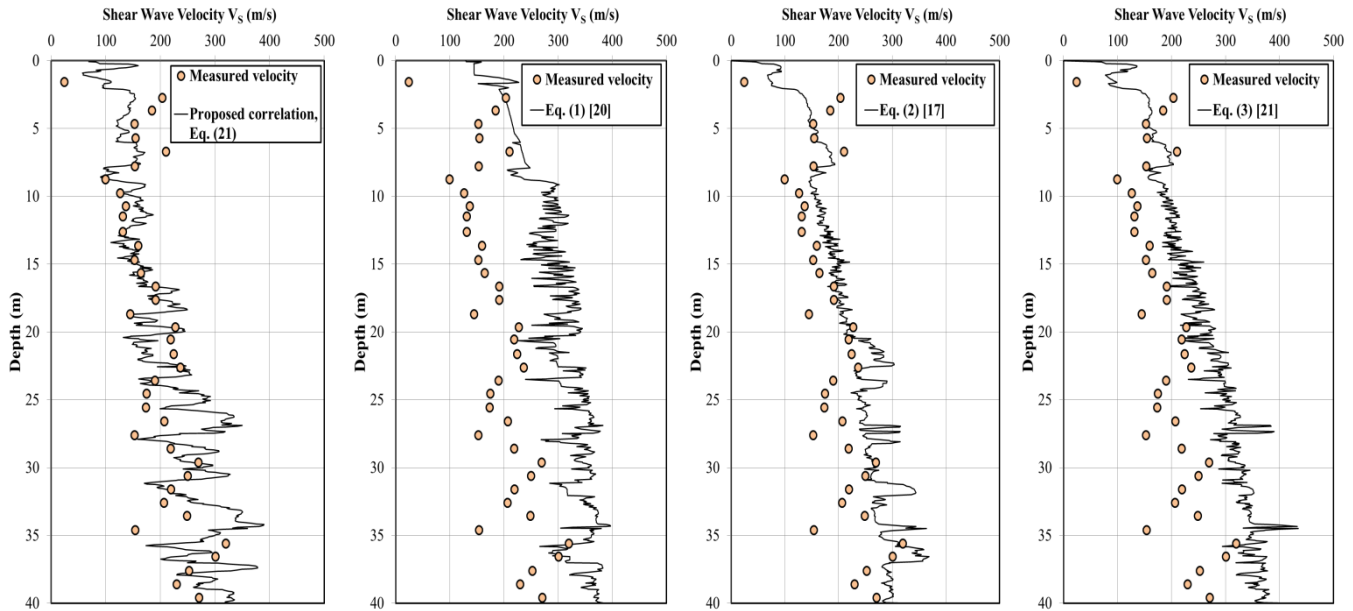 Shear Wave Velocity VS (m/s)
0 100 200 300 400 500
0
5
10
15
20
25
30
35
40
Depth (m)
Measured velocity
Proposed correlation,
Eq. (21)
Shear Wave Velocity VS (m/s)
0 100 200 300 400 500
0
5
10
15
20
25
30
35
40
Depth (m)
Measured velocity
Eq. (1) [20]
Shear Wave Velocity VS (m/s)
0 100 200 300 400 500
0
5
10
15
20
25
30
35
40
Depth (m)
Measured velocity
Eq. (2) [17]
Shear Wave Velocity VS (m/s)
0 100 200 300 400 500
0
5
10
15
20
25
30
35
40
Depth (m)
Measured velocity
Eq. (3) [21]